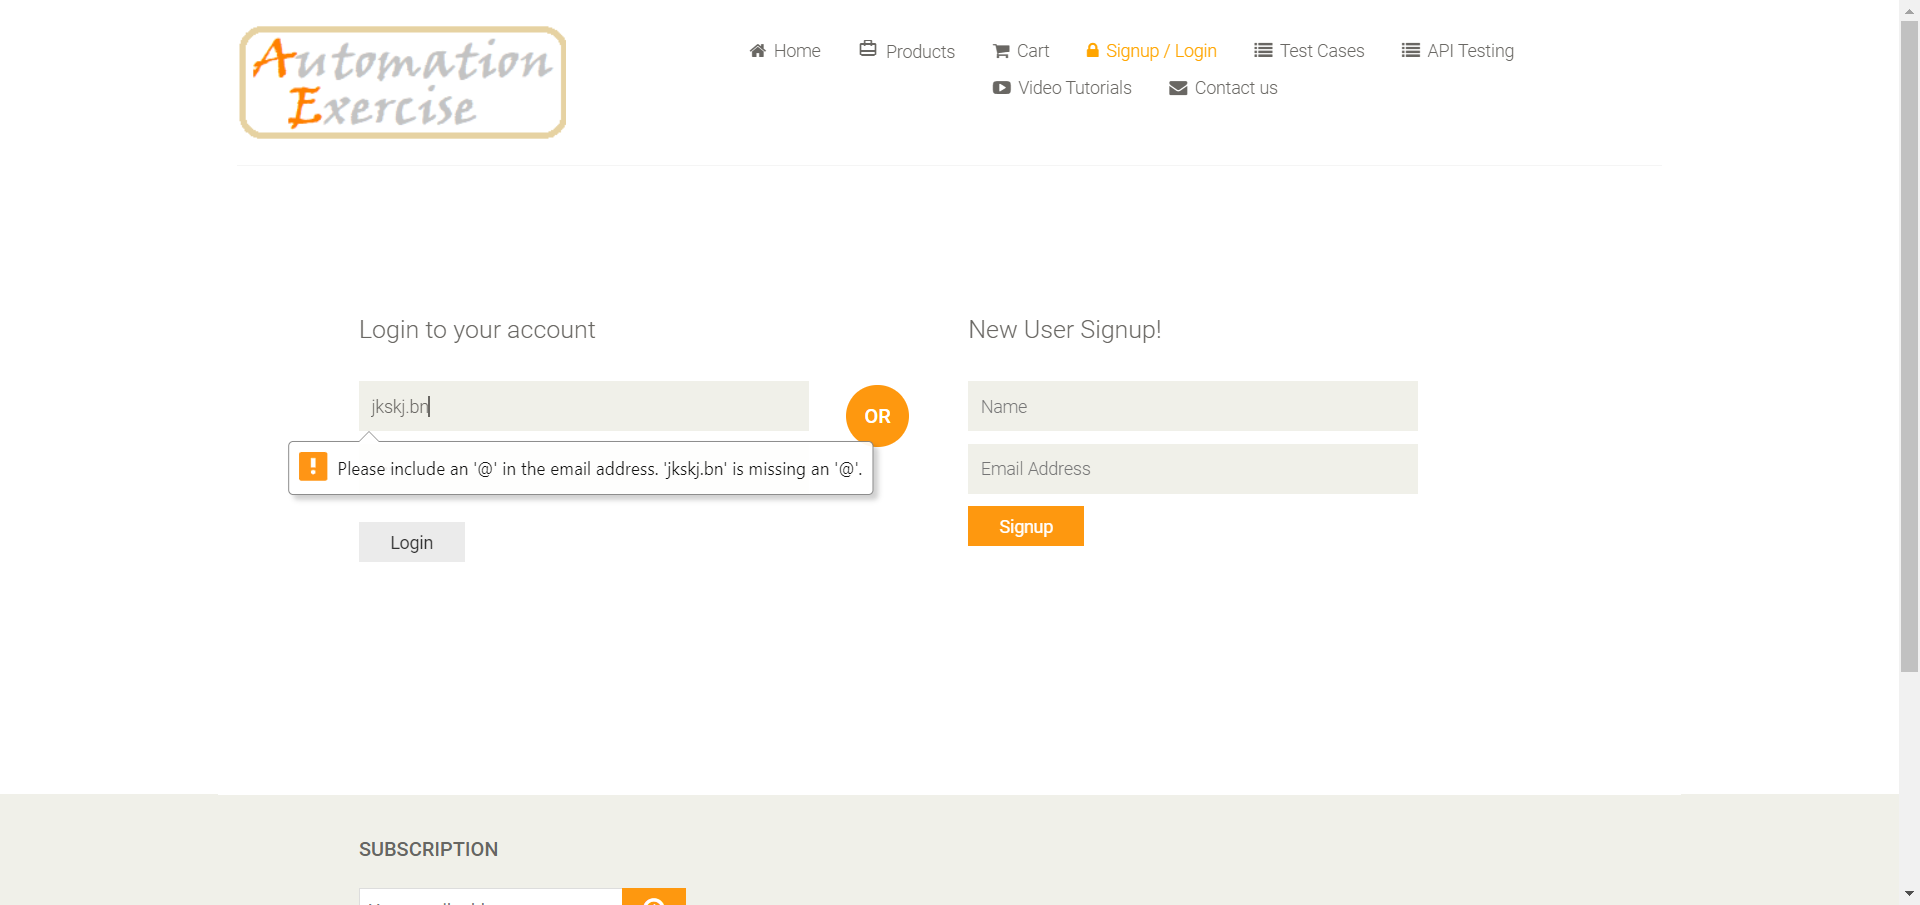 Automation
Exercise
Home
Products
Cart
Signup / Login
Test Cases
API Testing
Video Tutorials
Contact us
Login to your account
New User Signup!
jkskj.bn
OR
Name
Please include an '@' in the email address. 'jkskj.bn' is missing an '@'.
Email Address
Signup
Login
SUBSCRIPTION